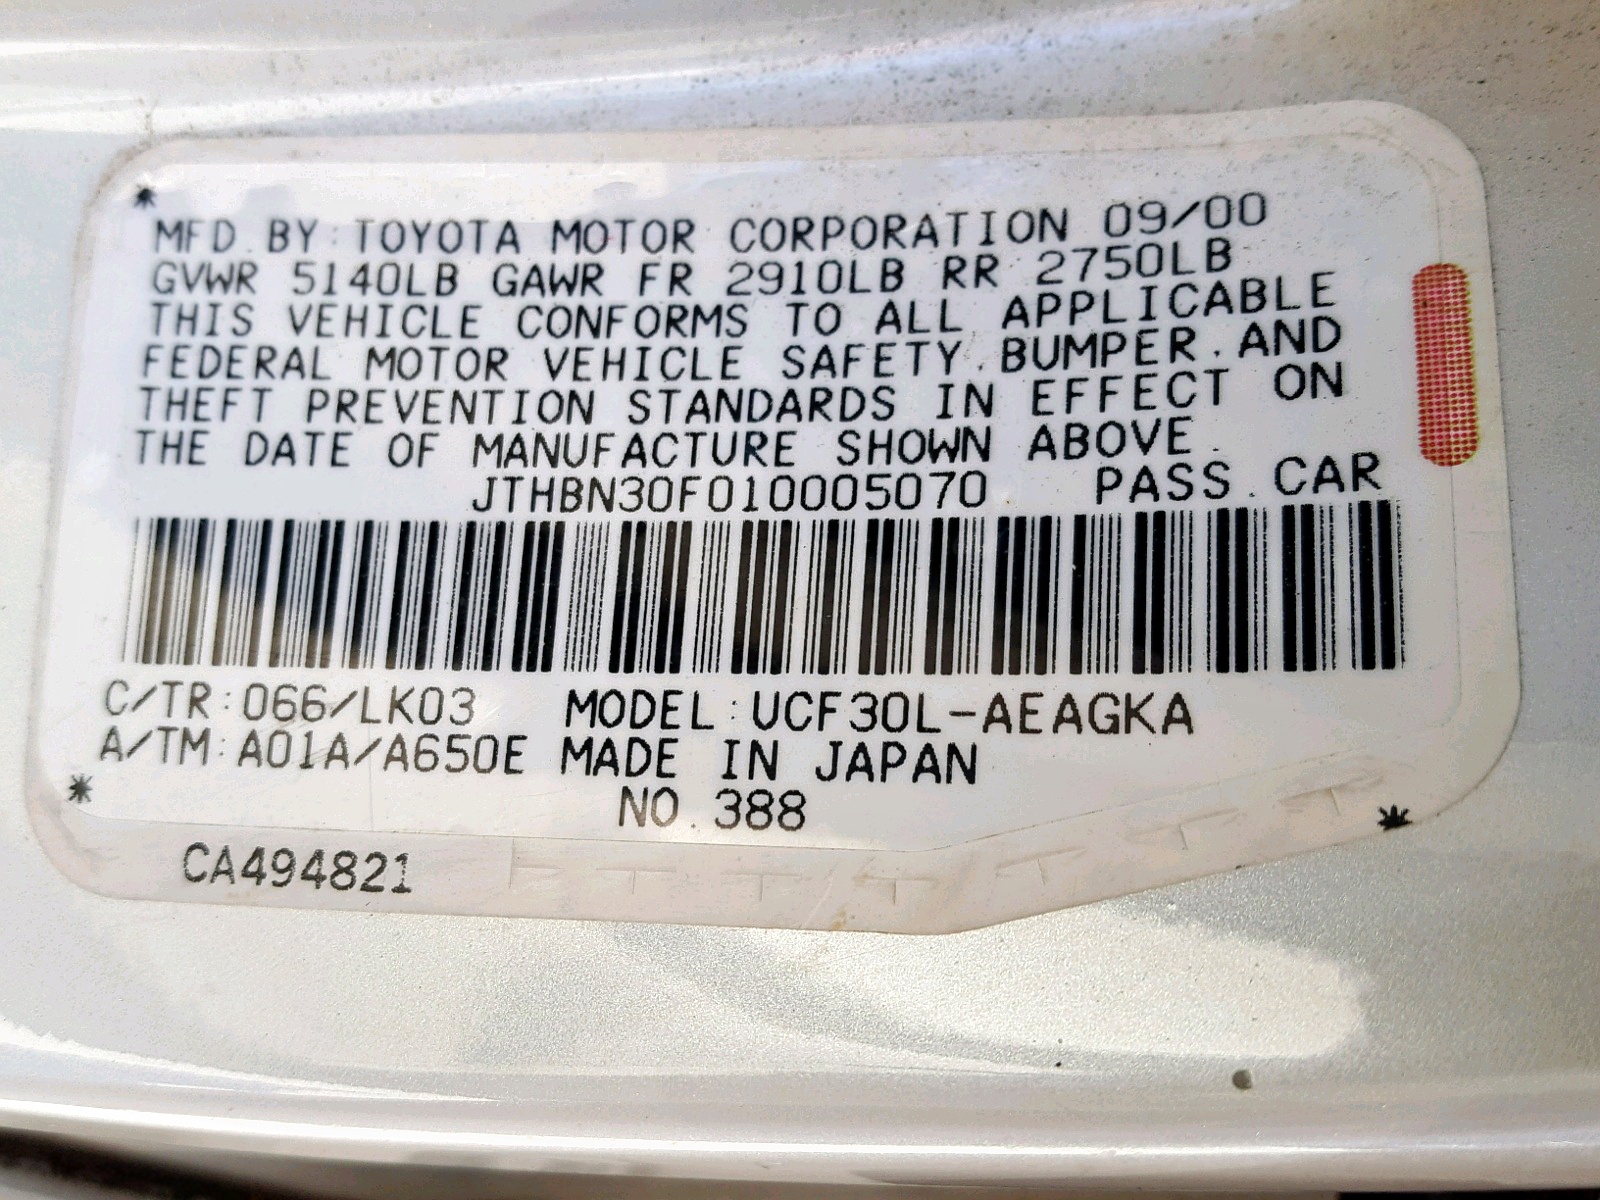 MFD.BY:TOYOTA MOTOR CORPORATION 09/00
GVWR 5140LB GAWR FR 2910LB RR 2750LB
THIS VEHICLE CONFORMS TO ALL APPLICABLE
FEDERAL MOTOR VEHICLE SAFETY.BUMPER.AND
THEFT PREVENTION STANDARDS IN EFFECT ON
THE DATE OF MANUFACTURE SHOWN ABOVE.
JTHBN30F010005070 PASS.CAR
C/TR:066/LK03 MODEL:UCF30L-AEAGKA
A/TM:A01A/A650E MADE IN JAPAN
NO.388
CA494821